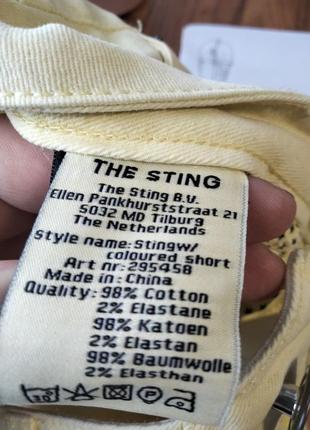 THE STING
The Sting B.V.
Ellen Pankhurststraat 21
5032 MD Tilburg
The Netherlands
Style name:Stingw/
coloured short
Art nr:295458
Made in:China
Quality:98% Cotton
2% Elastane
98% Katoen
2% Elastan
98% Baumwolle
2% Elasthan
30
P